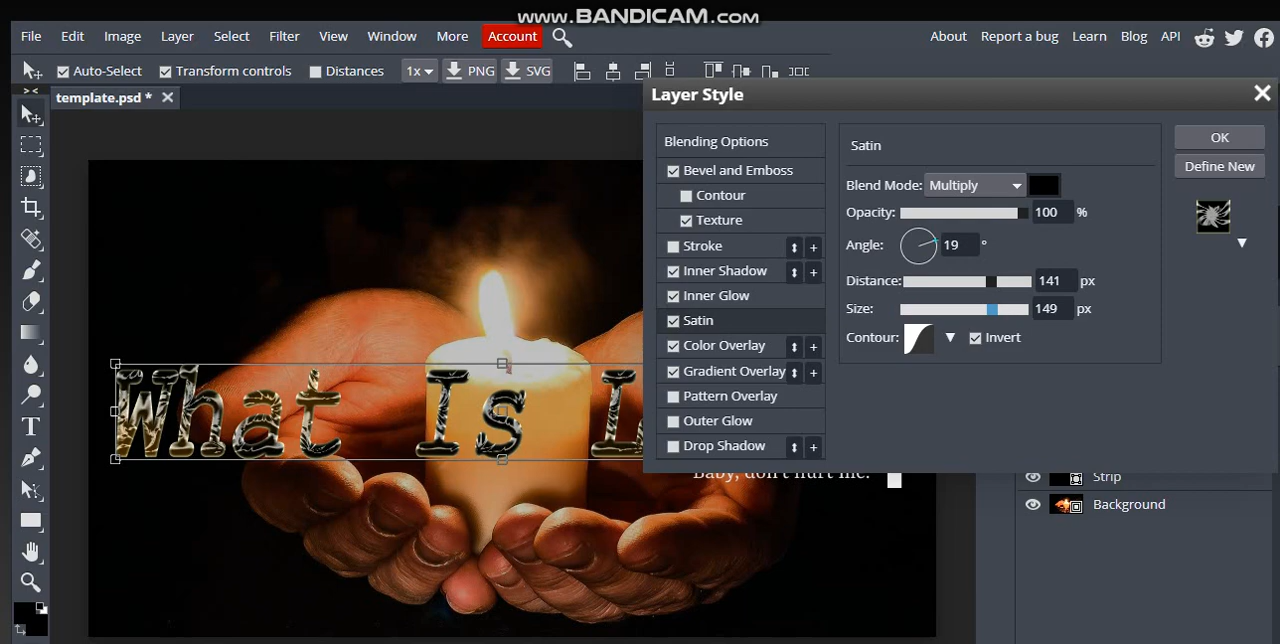 www.BANDICAM.com
File Edit Image Layer Select Filter View Window More Account
About Report a bug Learn Blog API
Auto-Select Transform controls Distances 1x PNG SVG
template.psd *
Layer Style
Blending Options
Bevel and Emboss
Contour
Texture
Stroke
Inner Shadow
Inner Glow
Satin
Color Overlay
Gradient Overlay
Pattern Overlay
Outer Glow
Drop Shadow
Satin
Blend Mode: Multiply
Opacity: 100 %
Angle: 19 °
Distance: 141 px
Size: 149 px
Contour: Invert
OK
Define New
What Is L
Baby, don't hurt me.
Strip
Background